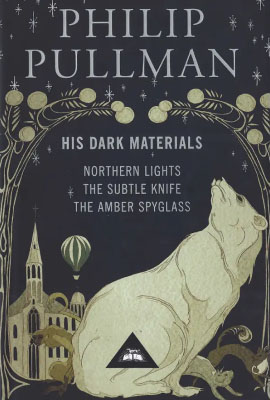 PHILIP
PULLMAN
HIS DARK MATERIALS
NORTHERN LIGHTS
THE SUBTLE KNIFE
THE AMBER SPYGLASS